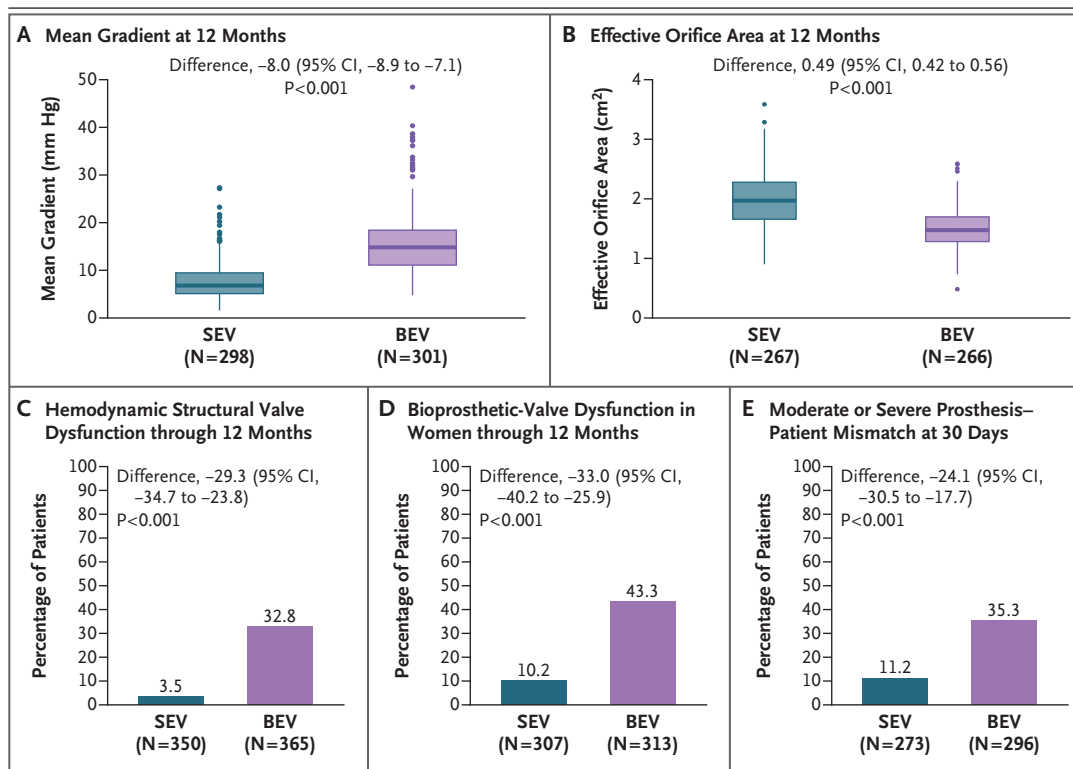 A Mean Gradient at 12 Months
Difference, –8.0 (95% CI, –8.9 to –7.1)
P<0.001
Mean Gradient (mm Hg)
50
40
30
20
10
0
SEV
(N=298)
BEV
(N=301)
B Effective Orifice Area at 12 Months
Difference, 0.49 (95% CI, 0.42 to 0.56)
P<0.001
Effective Orifice Area (cm²)
4
3
2
1
0
SEV
(N=267)
BEV
(N=266)
C Hemodynamic Structural Valve
Dysfunction through 12 Months
Difference, –29.3 (95% CI,
–34.7 to –23.8)
P<0.001
Percentage of Patients
100
90
80
70
60
50
40
30
20
10
0
3.5
32.8
SEV
(N=350)
BEV
(N=365)
D Bioprosthetic-Valve Dysfunction in
Women through 12 Months
Difference, –33.0 (95% CI,
–40.2 to –25.9)
P<0.001
Percentage of Patients
100
90
80
70
60
50
40
30
20
10
0
10.2
43.3
SEV
(N=307)
BEV
(N=313)
E Moderate or Severe Prosthesis–
Patient Mismatch at 30 Days
Difference, –24.1 (95% CI,
–30.5 to –17.7)
P<0.001
Percentage of Patients
100
90
80
70
60
50
40
30
20
10
0
11.2
35.3
SEV
(N=273)
BEV
(N=296)